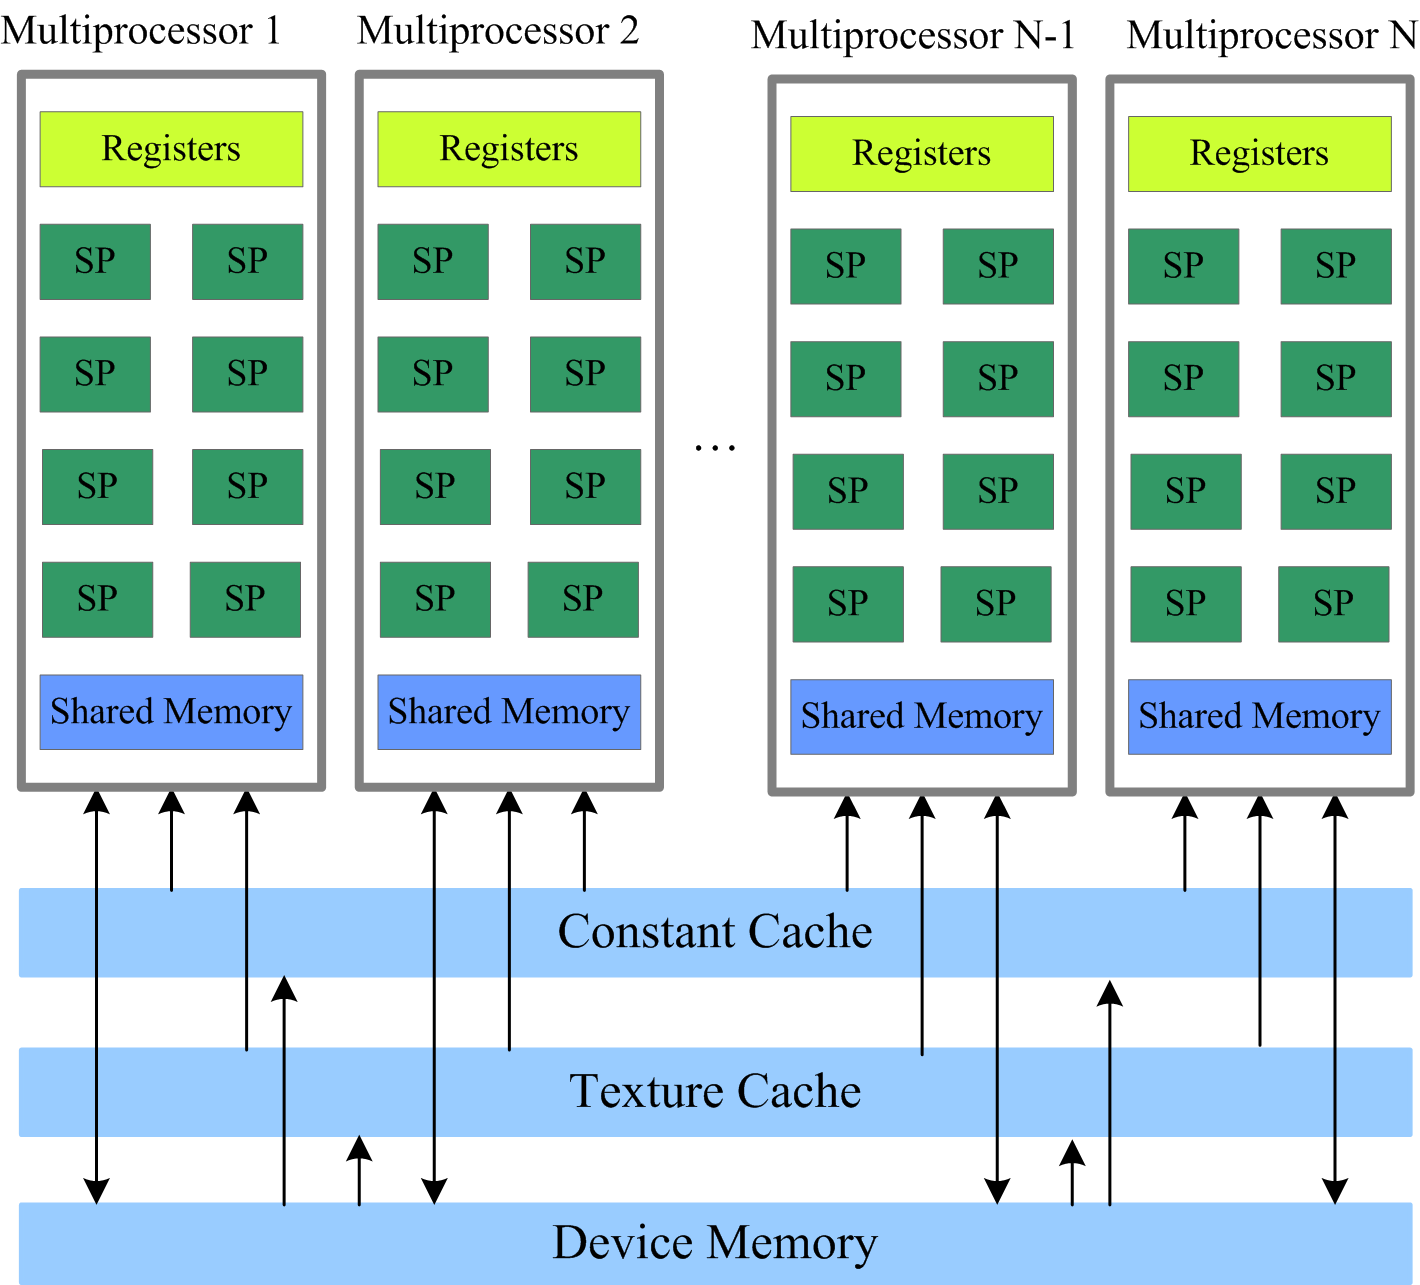 Multiprocessor 1
Multiprocessor 2
Multiprocessor N-1
Multiprocessor N
Registers
Registers
Registers
Registers
SP SP SP SP SP SP SP SP
SP SP SP SP SP SP SP SP
...
SP SP SP SP SP SP SP SP
SP SP SP SP SP SP SP SP
Shared Memory
Shared Memory
Shared Memory
Shared Memory
Constant Cache
Texture Cache
Device Memory